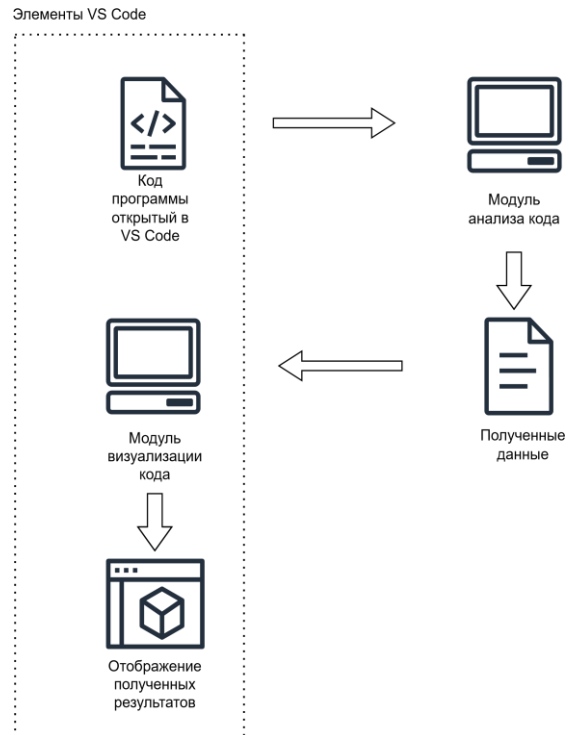 Элементы VS Code
Код
программы
открытый в
VS Code
Модуль
анализа кода
Полученные
данные
Модуль
визуализации
кода
Отображение
полученных
результатов